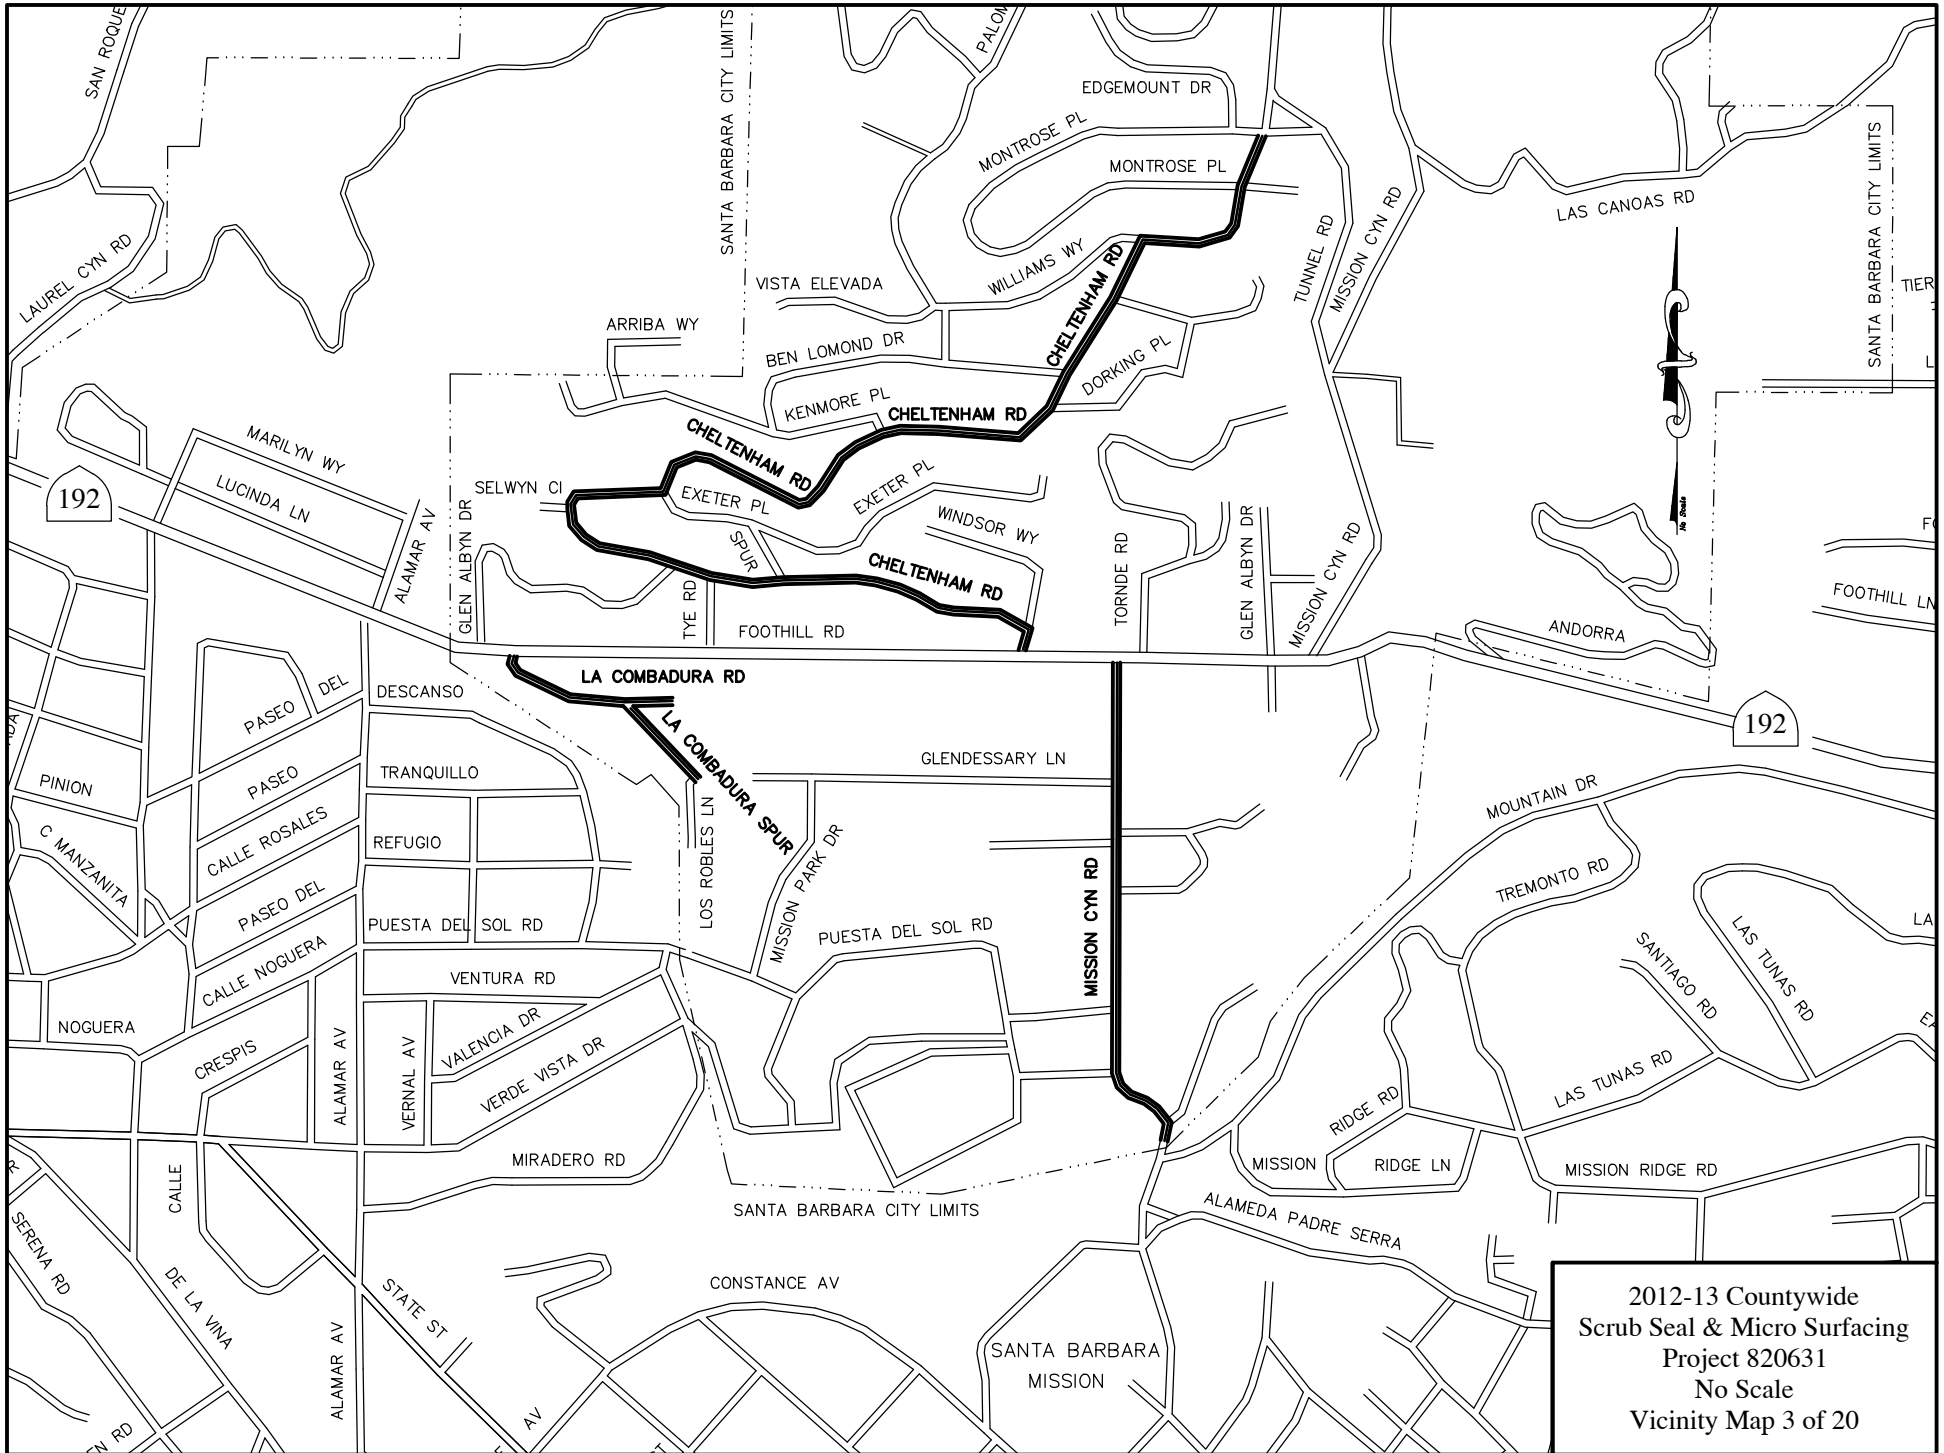 SAN ROQUE
SANTA BARBARA CITY LIMITS
EDGEMOUNT DR
MONTROSE PL
MONTROSE PL
LAS CANOAS RD
SANTA BARBARA CITY LIMITS
LAUREL CYN RD
VISTA ELEVADA
WILLIAMS WY
CHELTENHAM RD
TUNNEL RD
MISSION CYN RD
ARRIBA WY
BEN LOMOND DR
DORKING PL
KENMORE PL
CHELTENHAM RD
CHELTENHAM RD
MARILYN WY
LUCINDA LN
192
SELWYN CI
EXETER PL
EXETER PL
WINDSOR WY
No Scale
ALAMAR AV
GLEN ALBYN DR
SPUR
CHELTENHAM RD
TYE RD
FOOTHILL RD
TORNDE RD
GLEN ALBYN DR
MISSION CYN RD
FOOTHILL LN
ANDORRA
LA COMBADURA RD
PASEO DEL
DESCANSO
192
LA COMBADURA SPUR
GLENDESSARY LN
PINION
PASEO
TRANQUILLO
MOUNTAIN DR
CALLE ROSALES
REFUGIO
C MANZANITA
LOS ROBLES LN
MISSION PARK DR
MISSION CYN RD
TREMONTO RD
PASEO DEL
PUESTA DEL SOL RD
PUESTA DEL SOL RD
LAS TUNAS RD
SANTIAGO RD
CALLE NOGUERA
VENTURA RD
NOGUERA
CRESPIS
ALAMAR AV
VERNAL AV
VALENCIA DR
VERDE VISTA DR
LAS TUNAS RD
RIDGE RD
MISSION
RIDGE LN
MISSION RIDGE RD
CALLE
MIRADERO RD
SANTA BARBARA CITY LIMITS
ALAMEDA PADRE SERRA
SERENA RD
DE LA VINA
STATE ST
CONSTANCE AV
ALAMAR AV
AV
SANTA BARBARA
MISSION
2012-13 Countywide
Scrub Seal & Micro Surfacing
Project 820631
No Scale
Vicinity Map 3 of 20